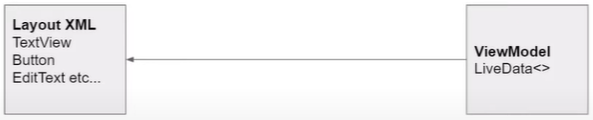 Layout XML
TextView
Button
EditText etc...
ViewModel
LiveData<>